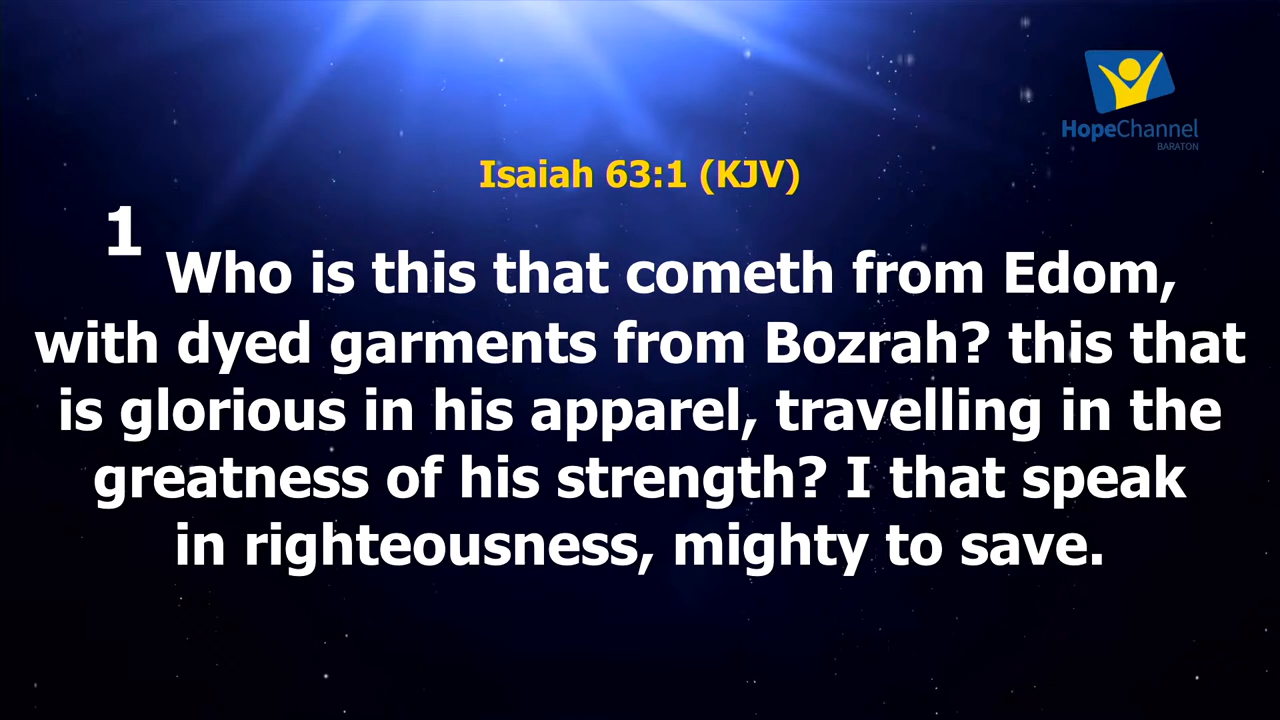 HopeChannel
BARATON
Isaiah 63:1 (KJV)
1 Who is this that cometh from Edom,
with dyed garments from Bozrah? this that
is glorious in his apparel, travelling in the
greatness of his strength? I that speak
in righteousness, mighty to save.